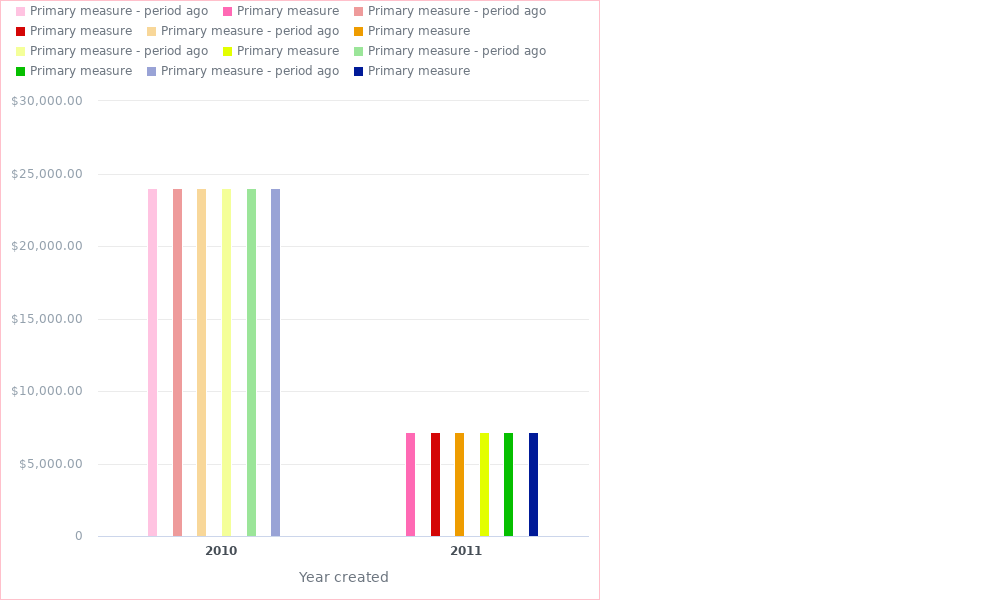 Primary measure - period ago Primary measure Primary measure - period ago
Primary measure Primary measure - period ago Primary measure
Primary measure - period ago Primary measure Primary measure - period ago
Primary measure Primary measure - period ago Primary measure
$30,000.00
$25,000.00
$20,000.00
$15,000.00
$10,000.00
$5,000.00
0
2010 2011
Year created